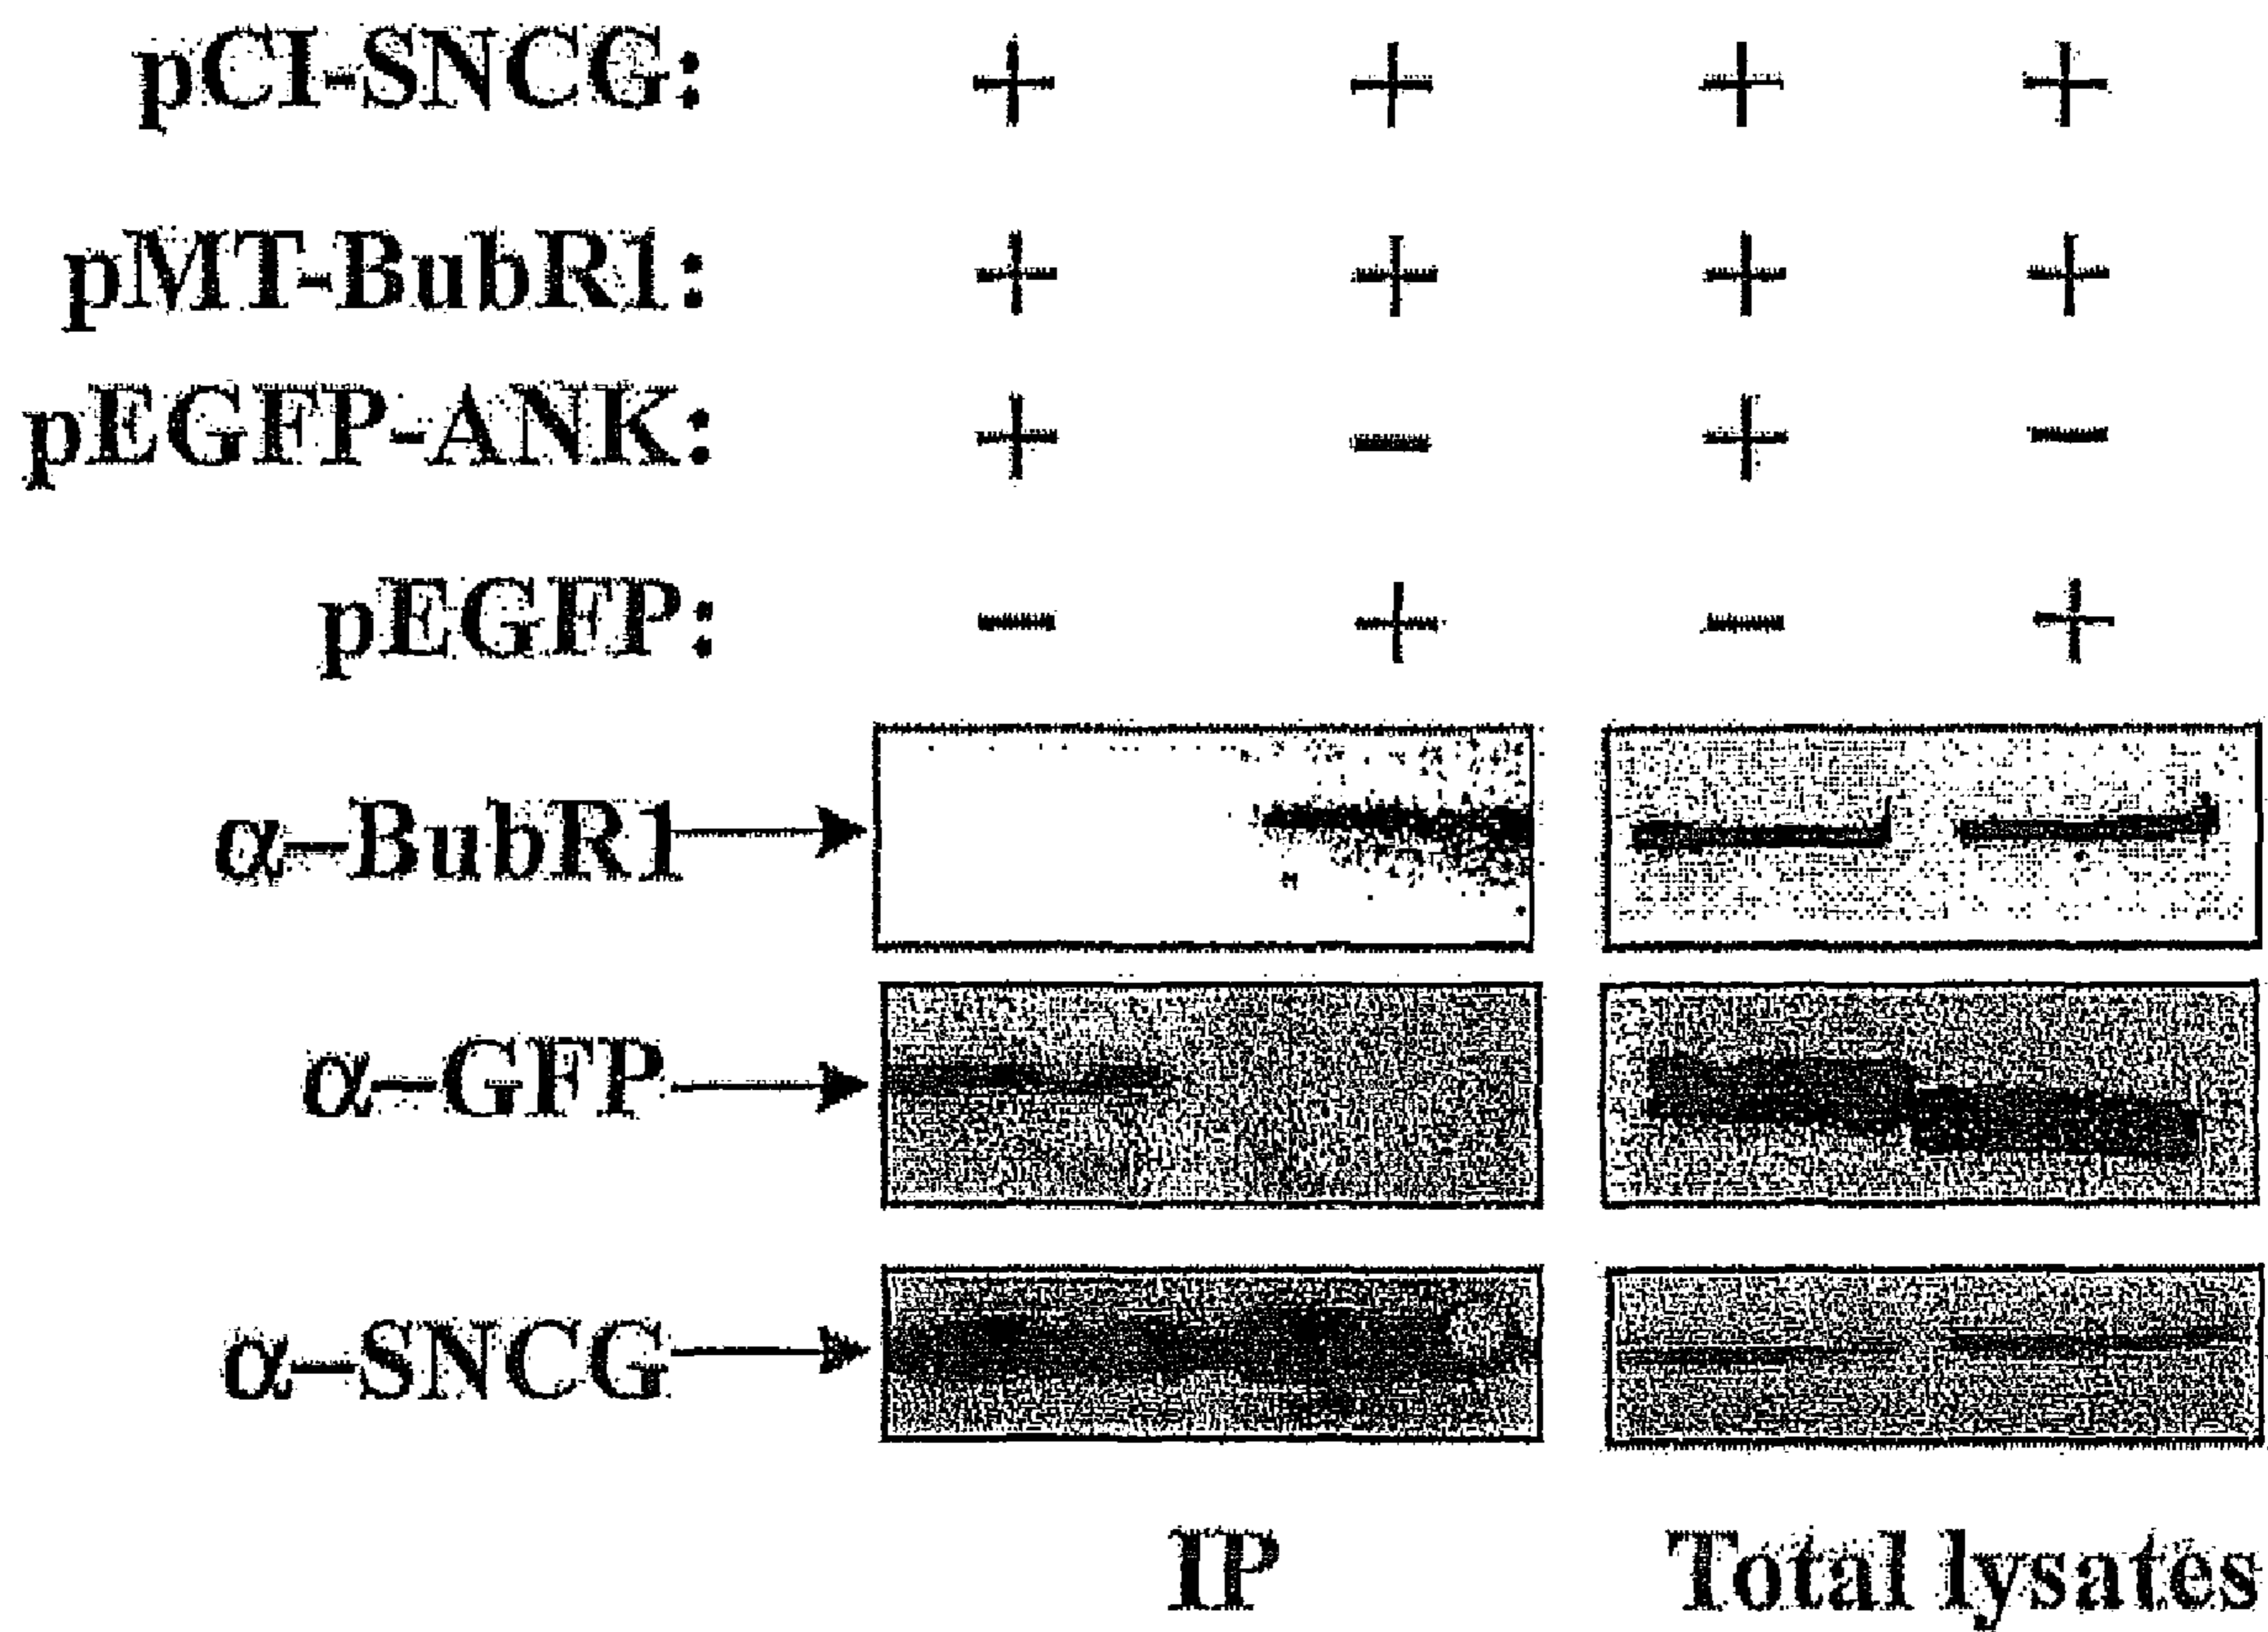 pCI-SNCG: + + + +
pMT-BubR1: + + + +
pEGFP-ANK: + − + −
pEGFP: − + − +
α–BubR1
α–GFP
α–SNCG
IP Total lysates